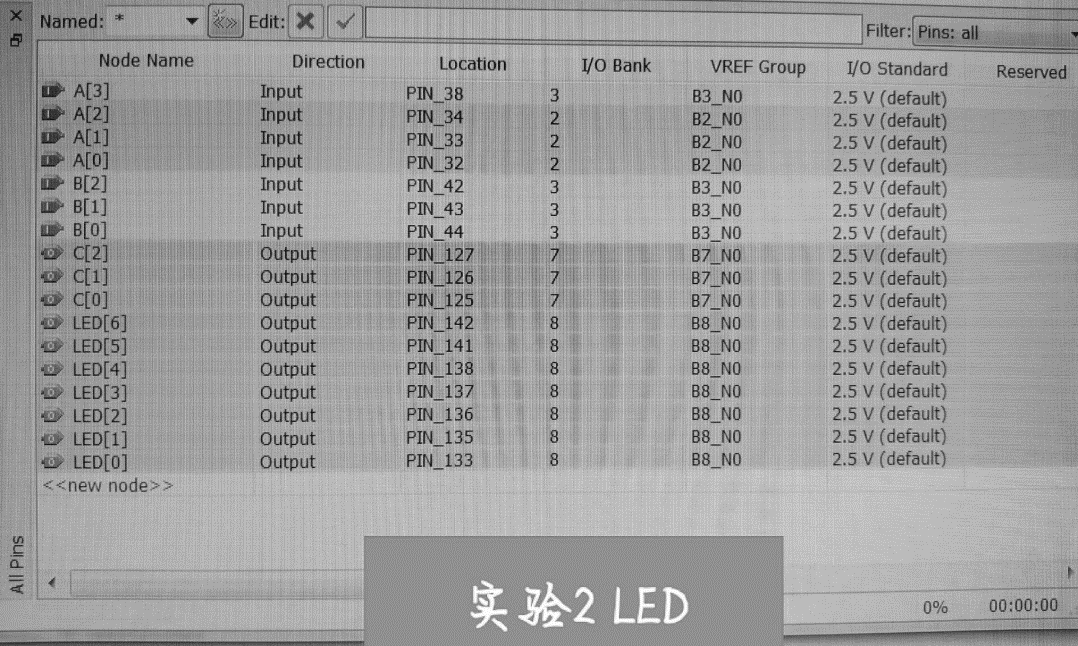 Named: * Edit: Filter: Pins: all
Node Name Direction Location I/O Bank VREF Group I/O Standard Reserved
A[3] Input PIN_38 3 B3_N0 2.5 V (default)
A[2] Input PIN_34 2 B2_N0 2.5 V (default)
A[1] Input PIN_33 2 B2_N0 2.5 V (default)
A[0] Input PIN_32 2 B2_N0 2.5 V (default)
B[2] Input PIN_42 3 B3_N0 2.5 V (default)
B[1] Input PIN_43 3 B3_N0 2.5 V (default)
B[0] Input PIN_44 3 B3_N0 2.5 V (default)
C[2] Output PIN_127 7 B7_N0 2.5 V (default)
C[1] Output PIN_126 7 B7_N0 2.5 V (default)
C[0] Output PIN_125 7 B7_N0 2.5 V (default)
LED[6] Output PIN_142 8 B8_N0 2.5 V (default)
LED[5] Output PIN_141 8 B8_N0 2.5 V (default)
LED[4] Output PIN_138 8 B8_N0 2.5 V (default)
LED[3] Output PIN_137 8 B8_N0 2.5 V (default)
LED[2] Output PIN_136 8 B8_N0 2.5 V (default)
LED[1] Output PIN_135 8 B8_N0 2.5 V (default)
LED[0] Output PIN_133 8 B8_N0 2.5 V (default)
<<new node>>
All Pins
实验2 LED
0% 00:00:00